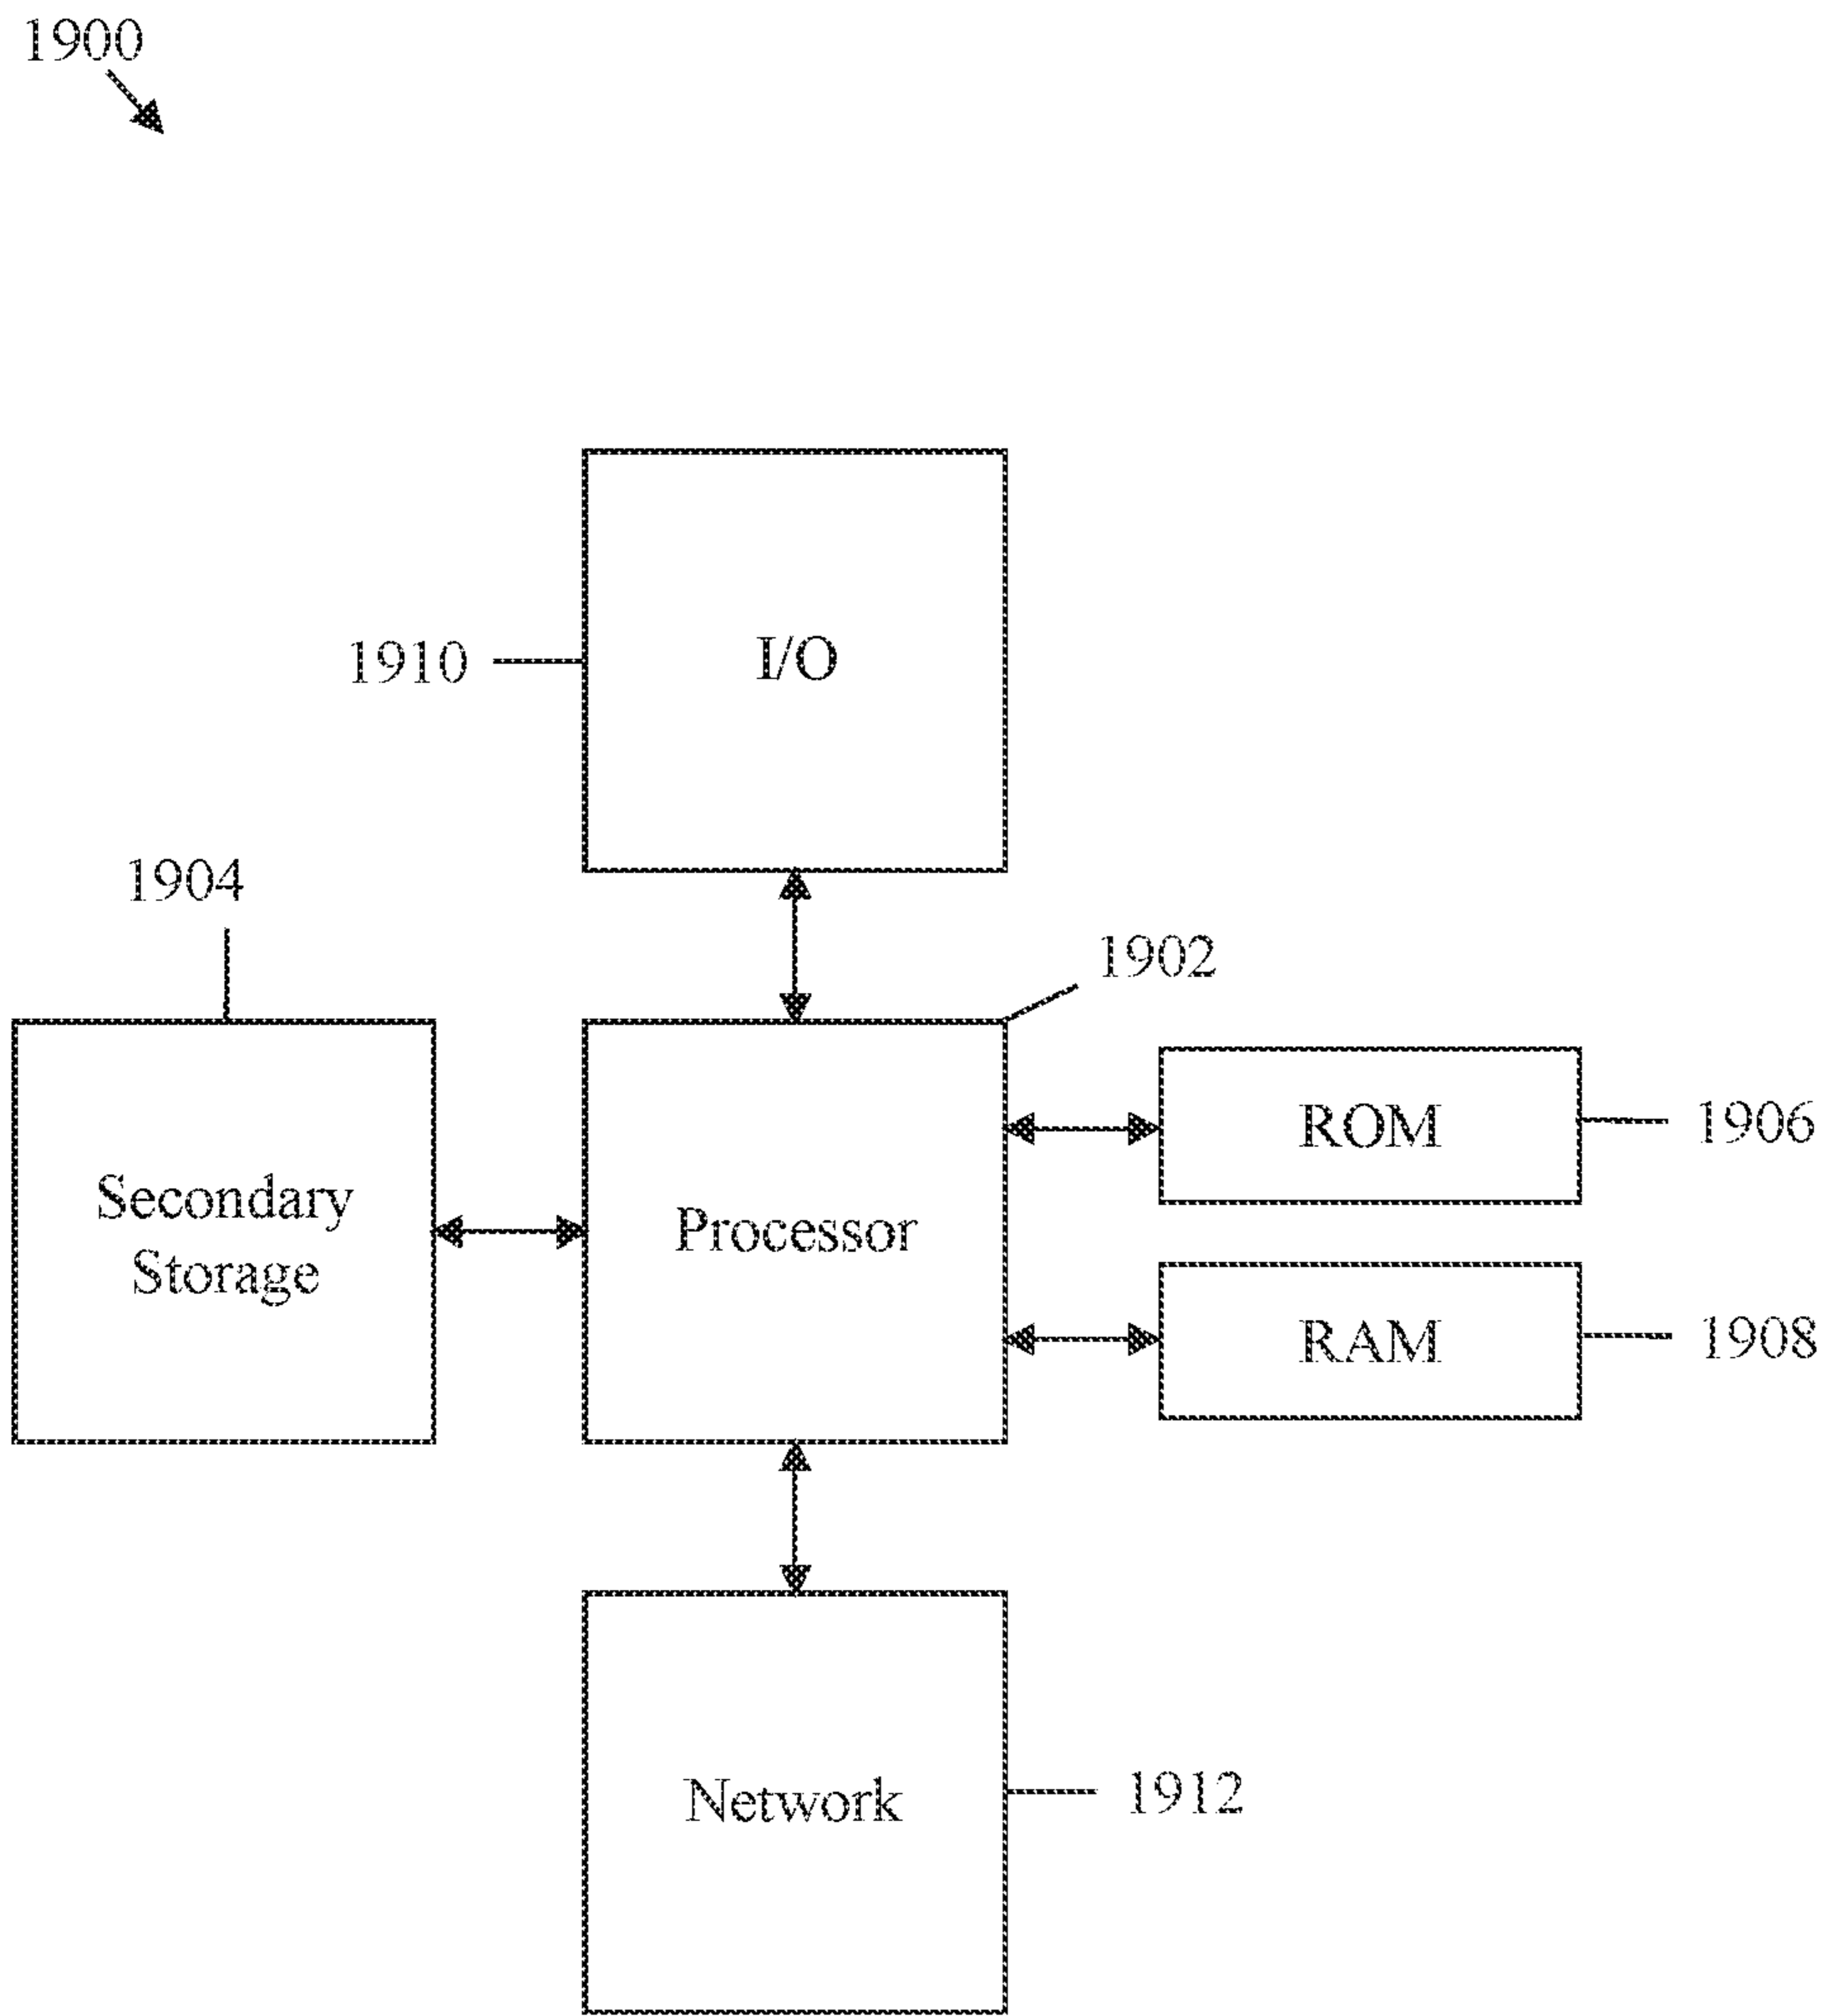 1900
I/O
1910
1904
1902
Secondary
Storage
Processor
ROM
1906
RAM
1908
Network
1912